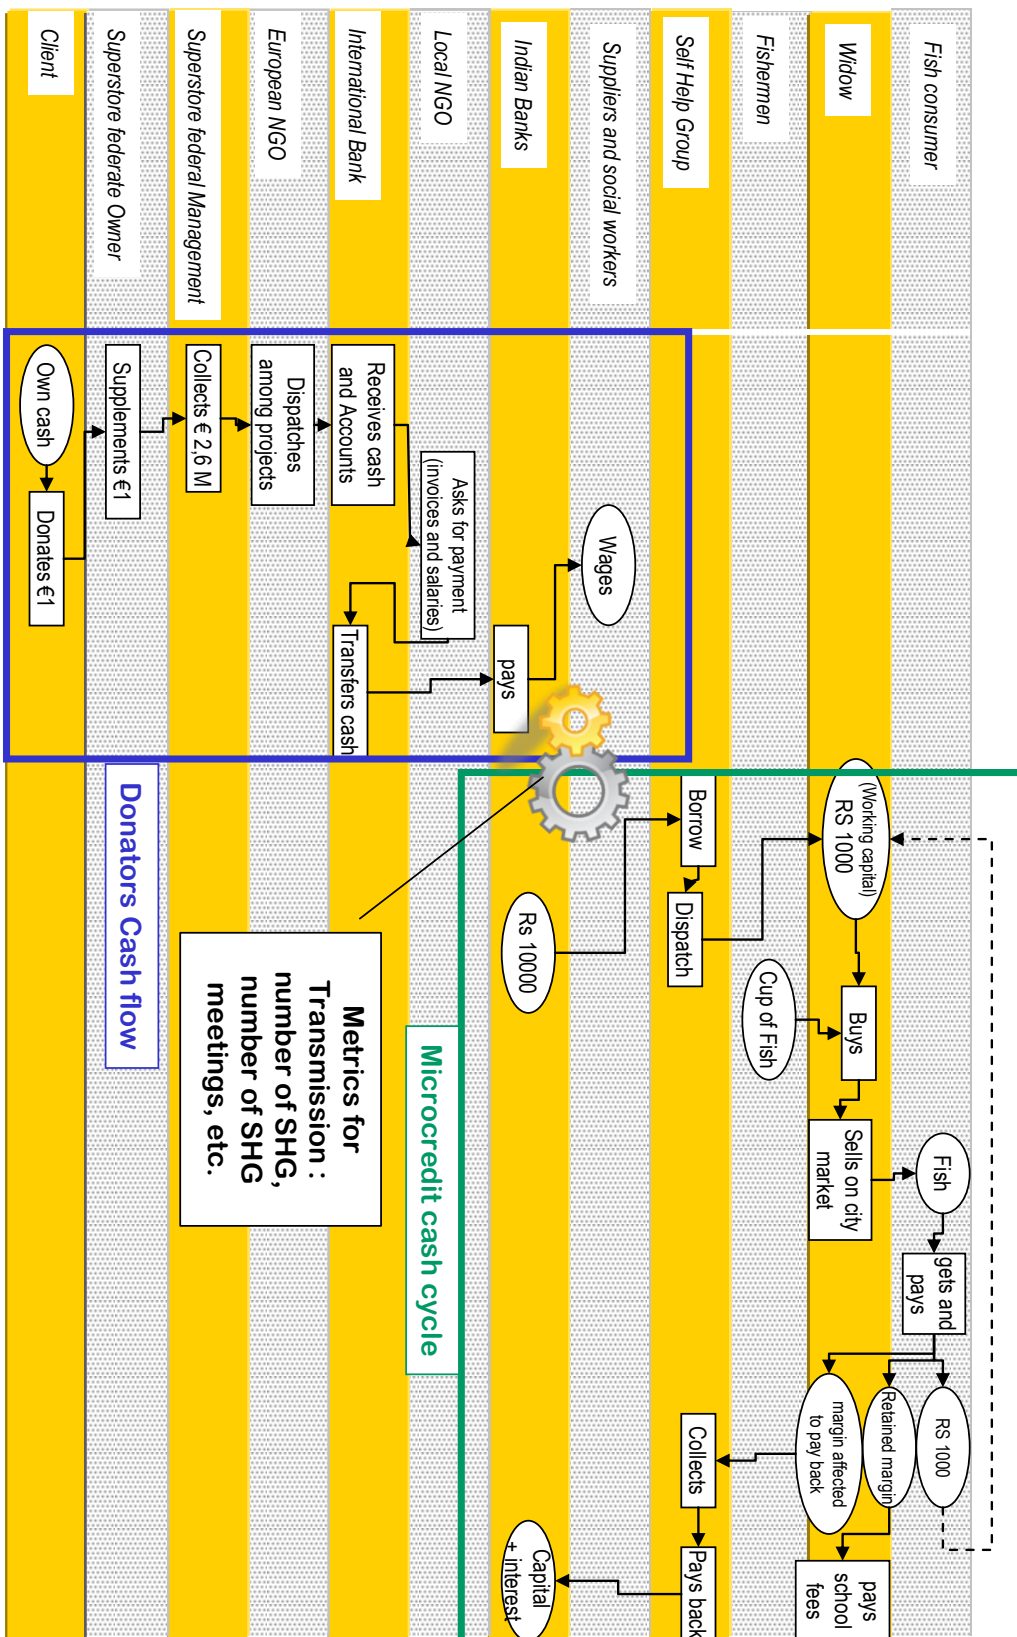 Fish consumer
Widow
Fishermen
Self Help Group
Suppliers and social workers
Indian Banks
Local NGO
International Bank
European NGO
Superstore federal Management
Superstore federate Owner
Client
Own cash
Donates €1
Supplements €1
Collects € 2,6 M
Dispatches
among projects
Receives cash
and Accounts
Asks for payment
(invoices and salaries)
Transfers cash
pays
Wages
Donators Cash flow
Metrics for
Transmission :
number of SHG,
number of SHG
meetings, etc.
Microcredit cash cycle
Rs 10000
Borrow
Dispatch
(Working capital)
RS 1000
Cup of Fish
Buys
Sells on city
market
Fish
gets and
pays
RS 1000
Retained margin
margin affected
to pay back
pays
school
fees
Collects
Pays back
Capital
+ interest